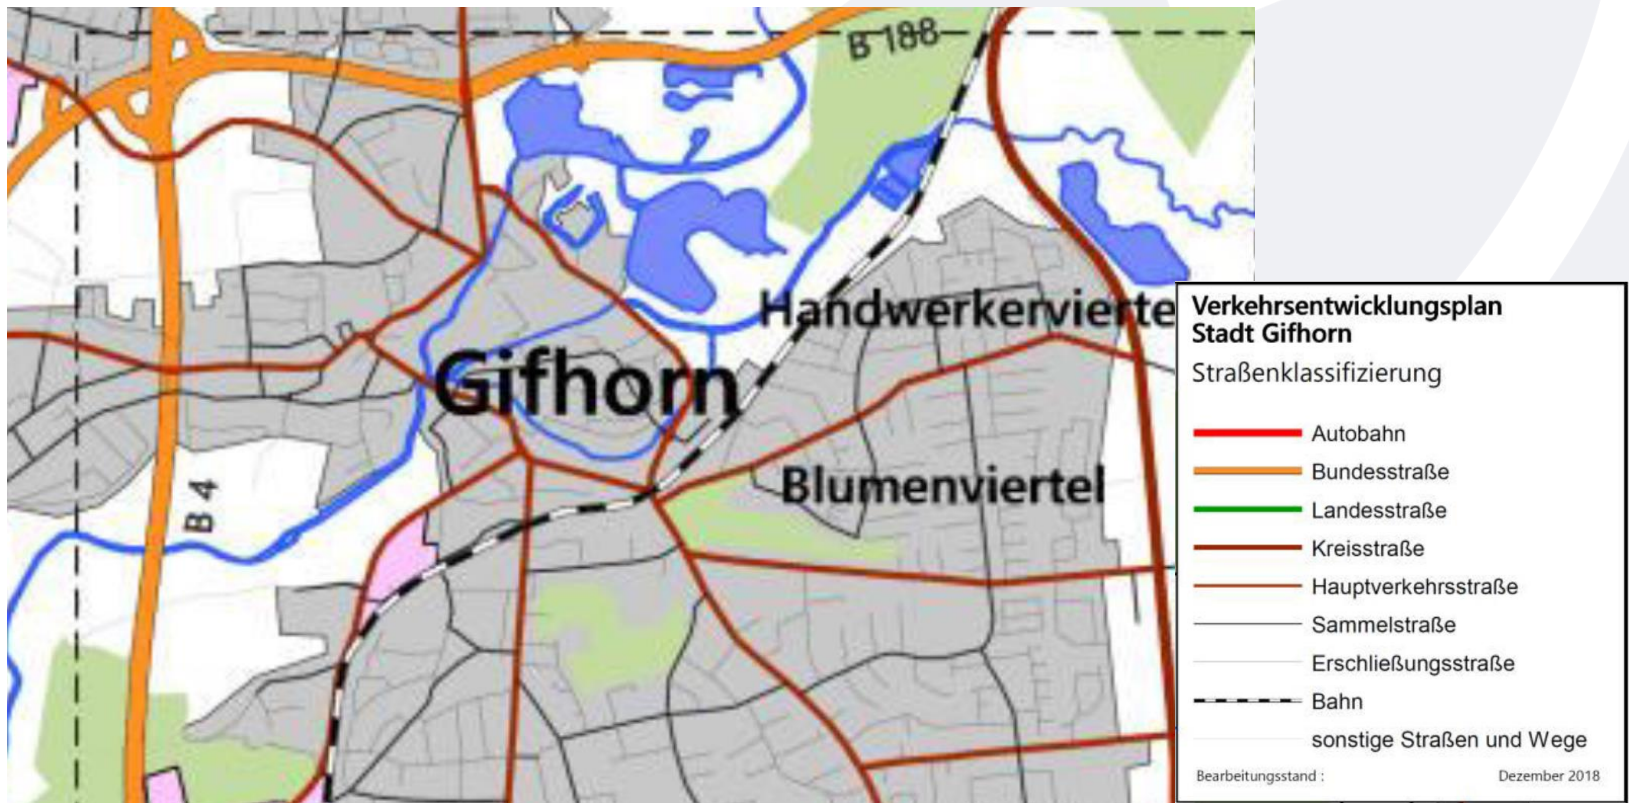 B 188
Handwerkervierte
Gifhorn
Blumenviertel
B 4
Verkehrsentwicklungsplan
Stadt Gifhorn
Straßenklassifizierung
Autobahn
Bundesstraße
Landesstraße
Kreisstraße
Hauptverkehrsstraße
Sammelstraße
Erschließungsstraße
Bahn
sonstige Straßen und Wege
Bearbeitungsstand : Dezember 2018